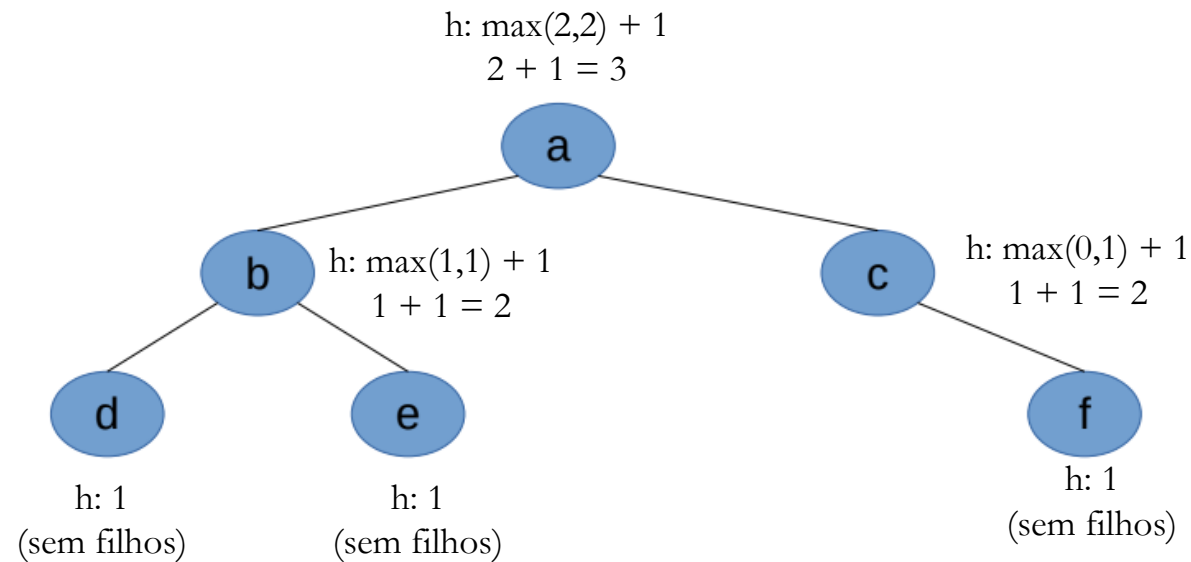 h: max(2,2) + 1
2 + 1 = 3
a
b
h: max(1,1) + 1
1 + 1 = 2
c
h: max(0,1) + 1
1 + 1 = 2
d
e
f
h: 1
(sem filhos)
h: 1
(sem filhos)
h: 1
(sem filhos)